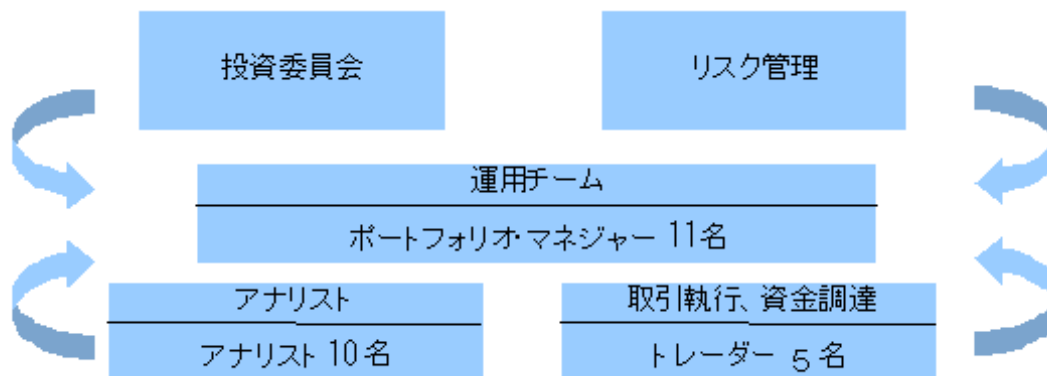 投資委員会
リスク管理
運用チーム
ポートフォリオ・マネジャー 11名
アナリスト
アナリスト 10名
取引執行、資金調達
トレーダー 5名